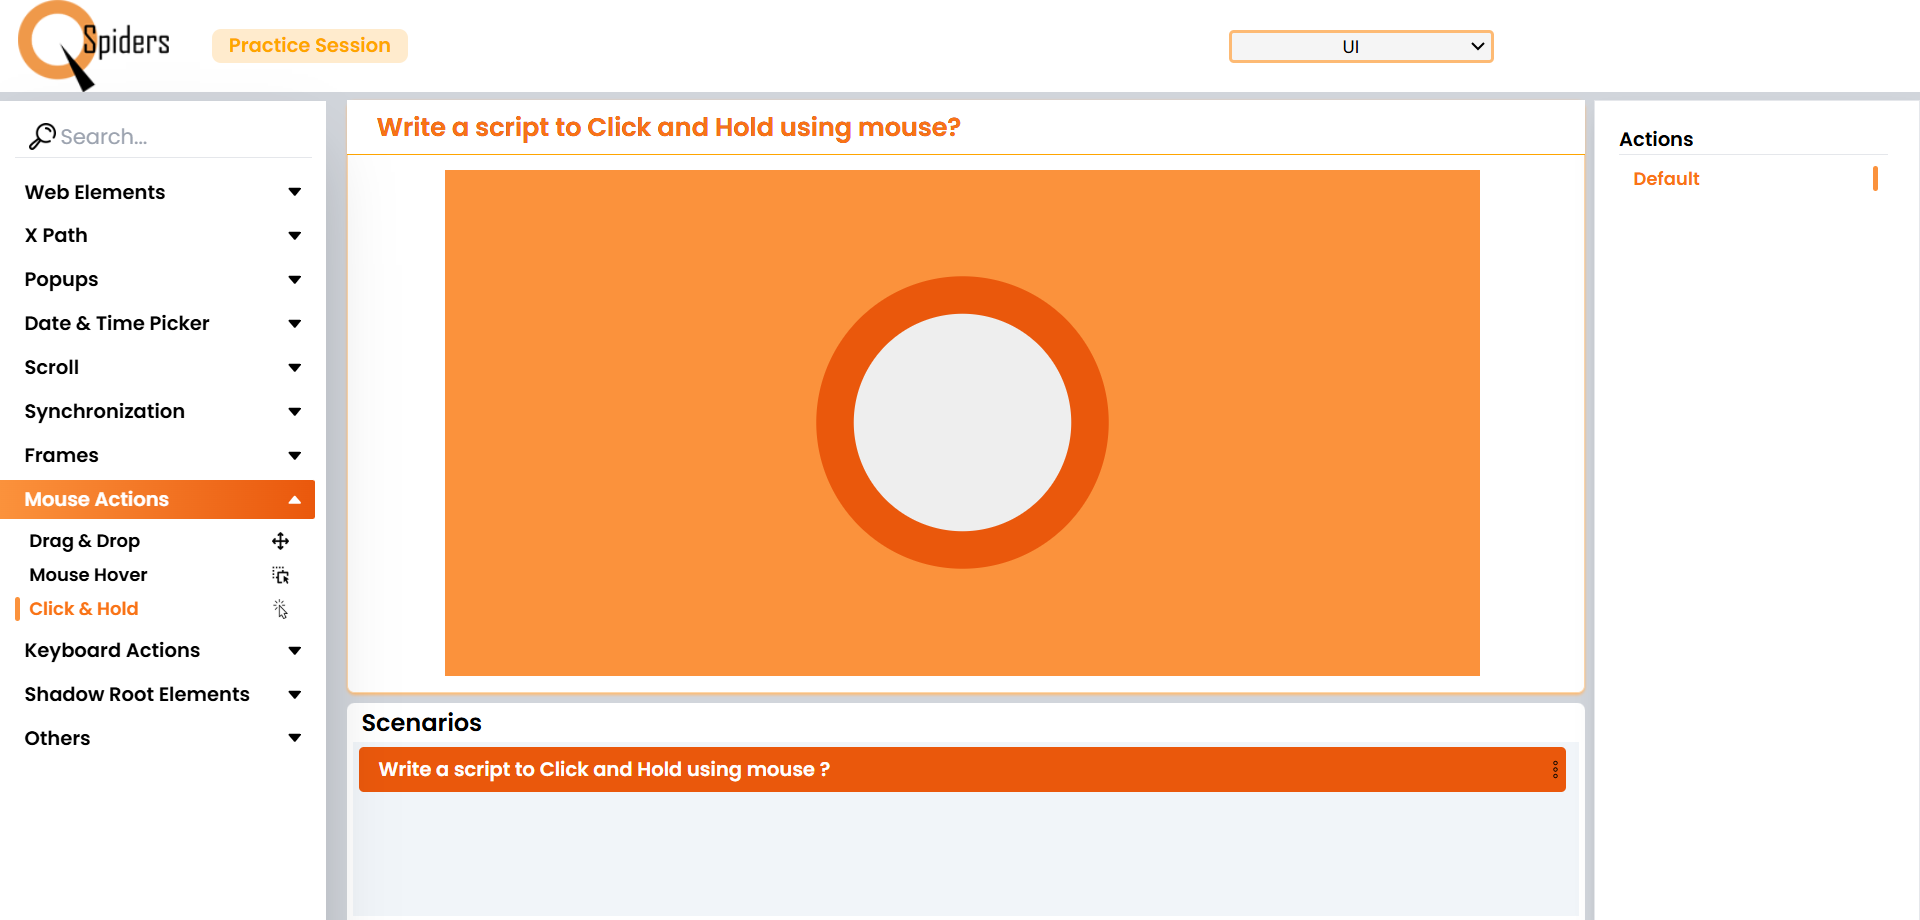 Spiders
Practice Session
UI
Search...
Web Elements
X Path
Popups
Date & Time Picker
Scroll
Synchronization
Frames
Mouse Actions
Drag & Drop
Mouse Hover
Click & Hold
Keyboard Actions
Shadow Root Elements
Others
Write a script to Click and Hold using mouse?
Scenarios
Write a script to Click and Hold using mouse ?
Actions
Default